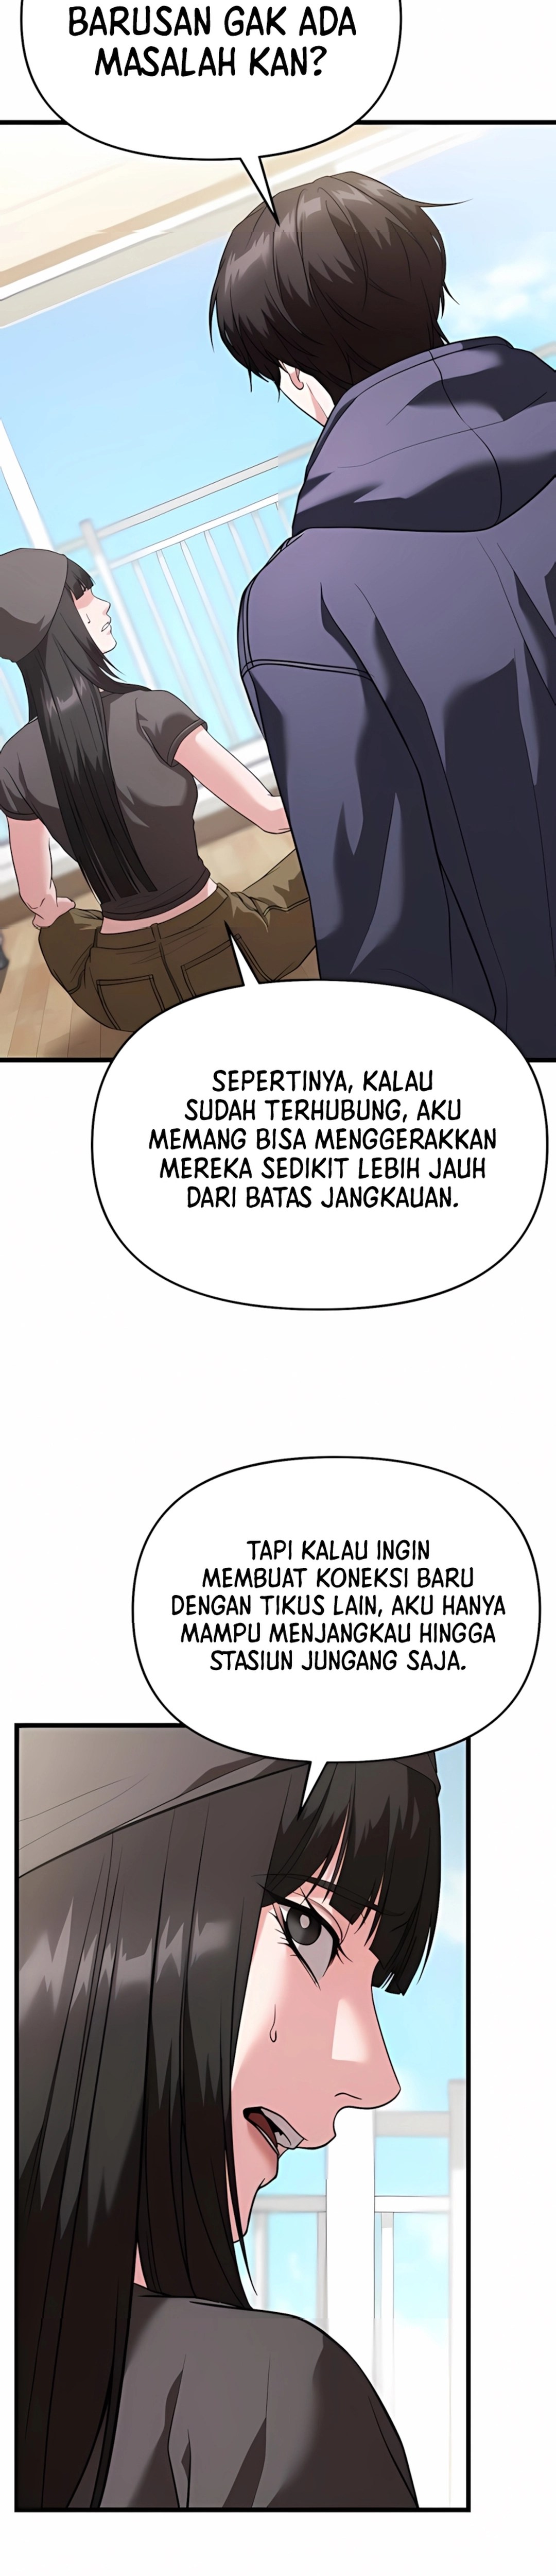 BARUSAN GAK ADA
MASALAH KAN?
SEPERTINYA, KALAU
SUDAH TERHUBUNG, AKU
MEMANG BISA MENGGERAKKAN
MEREKA SEDIKIT LEBIH JAUH
DARI BATAS JANGKAUAN.
TAPI KALAU INGIN
MEMBUAT KONEKSI BARU
DENGAN TIKUS LAIN, AKU HANYA
MAMPU MENJANGKAU HINGGA
STASIUN JUNGANG SAJA.